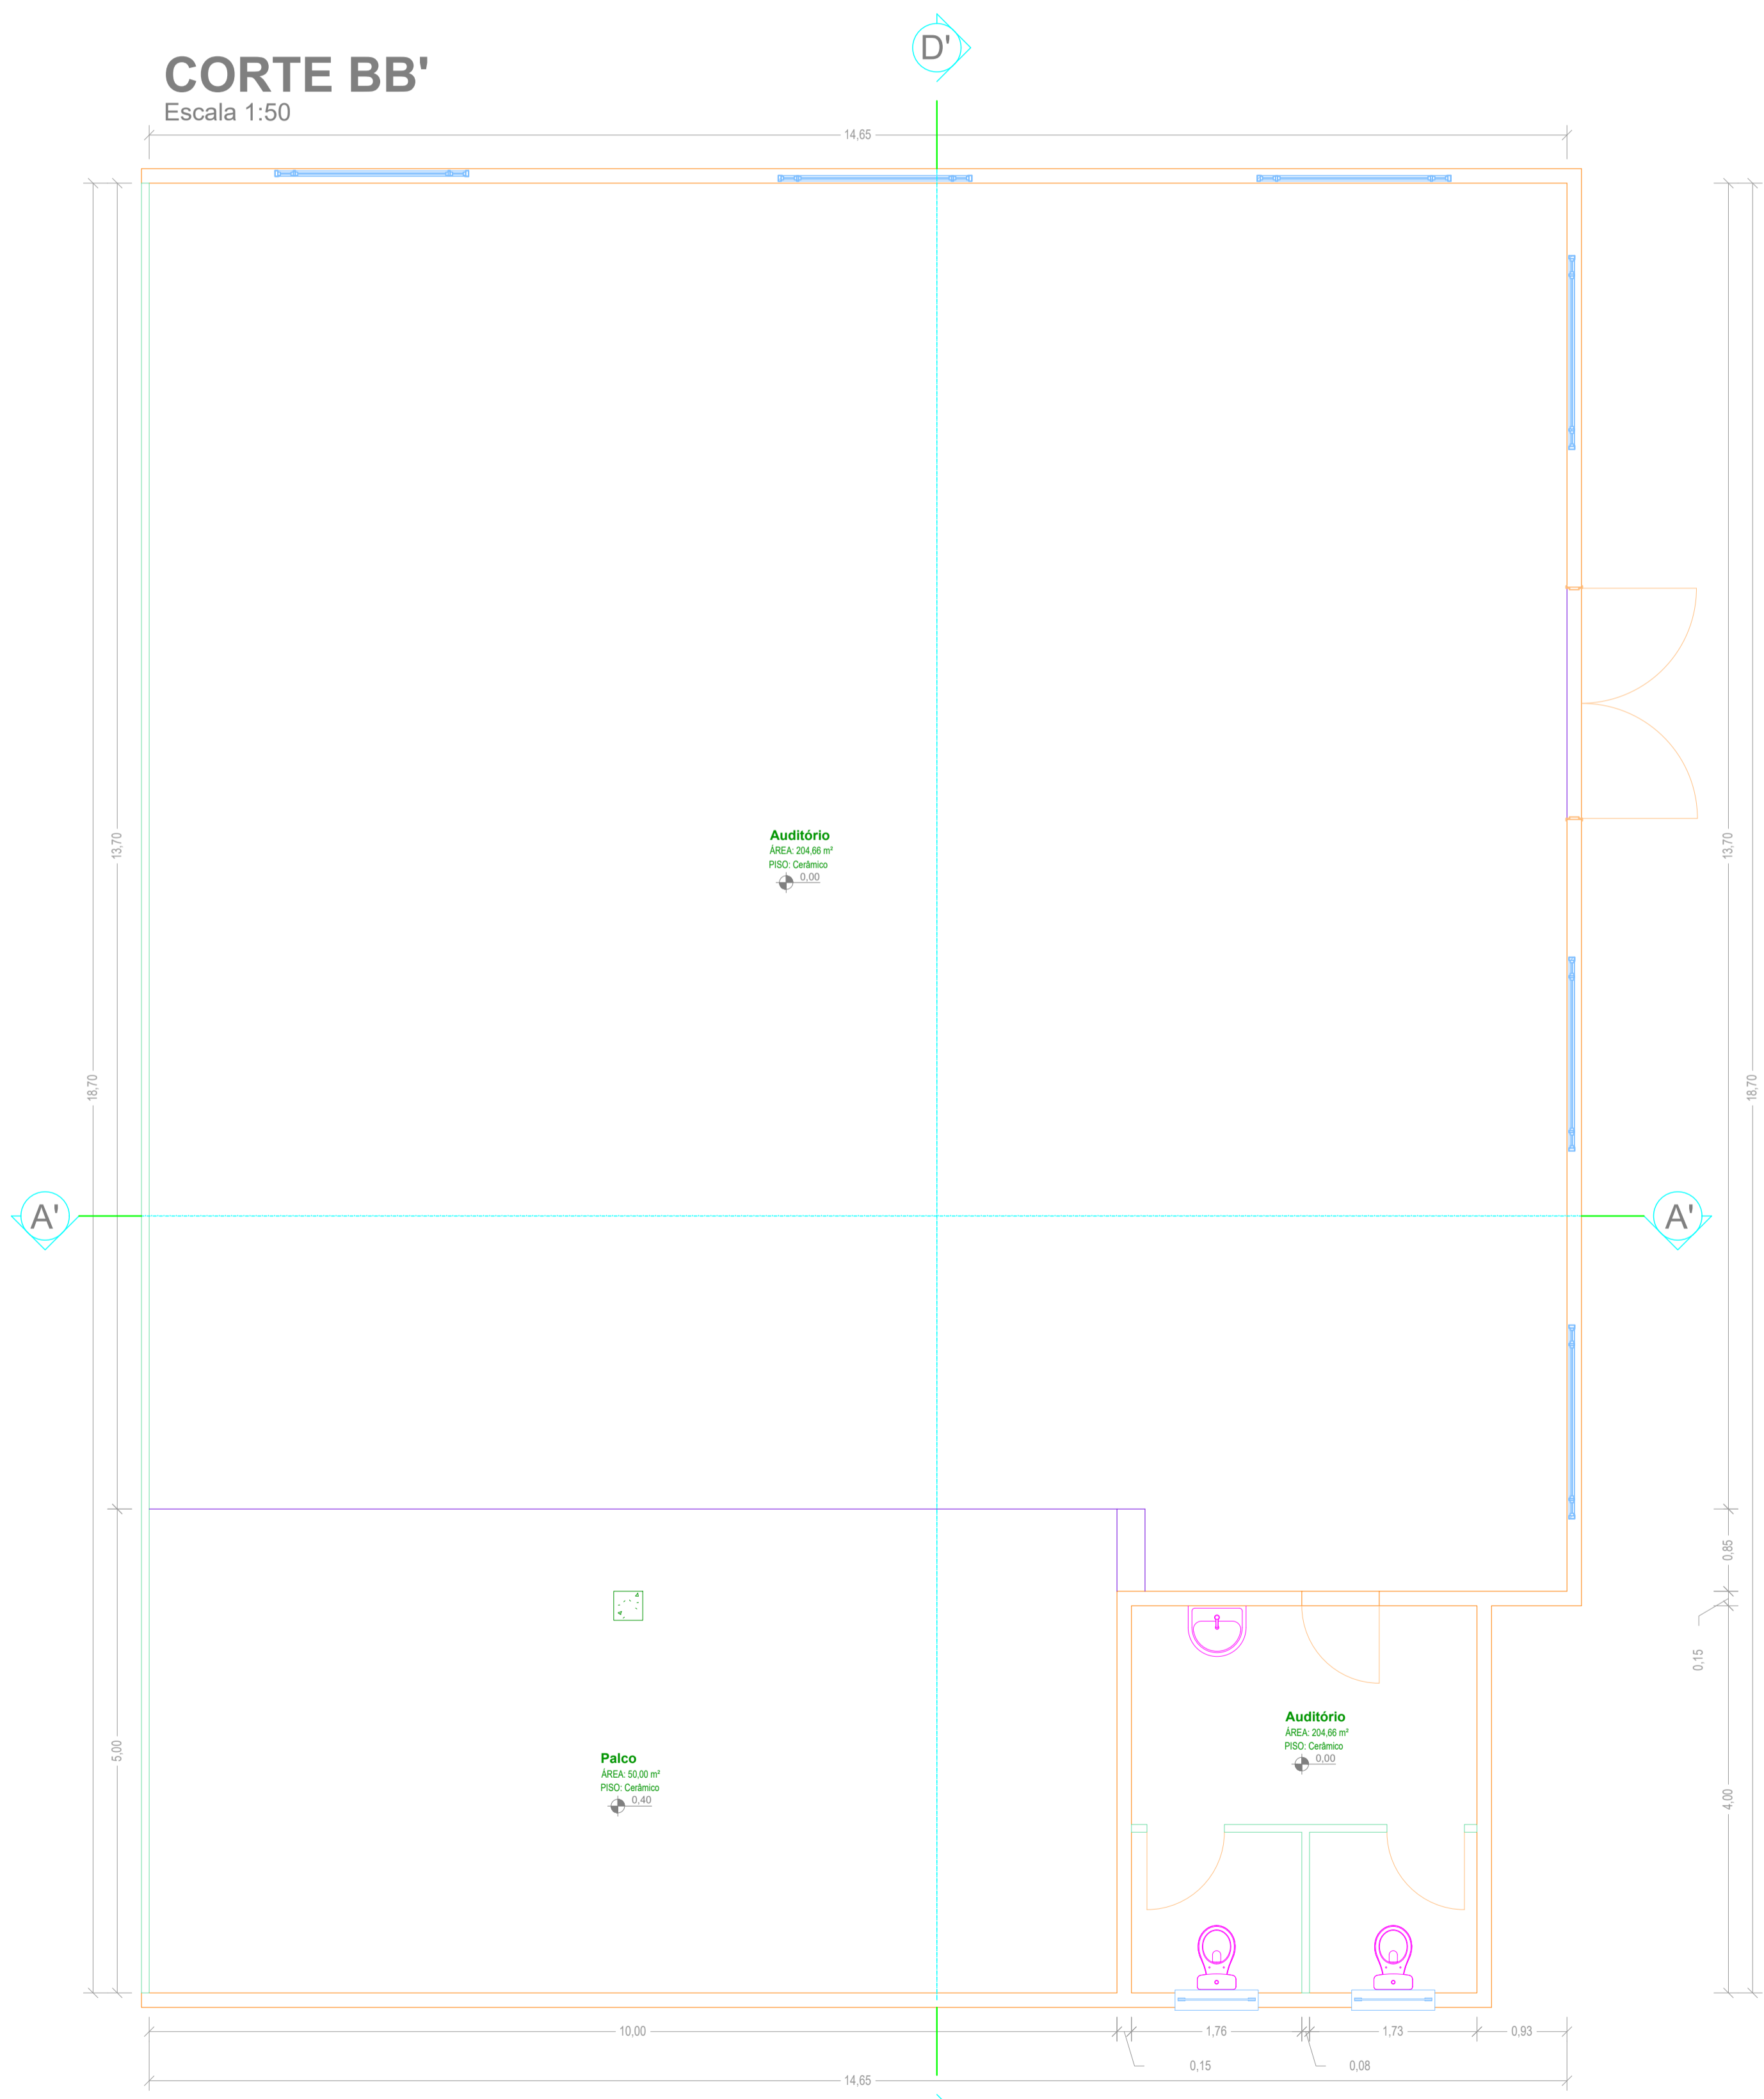 D'
CORTE BB'
Escala 1:50
14,65
13,70
18,70
Auditório
ÁREA: 204,66 m²
PISO: Cerâmico
0,00
13,70
18,70
A'
A'
0,85
0,15
Auditório
ÁREA: 204,66 m²
PISO: Cerâmico
0,00
Palco
ÁREA: 50,00 m²
PISO: Cerâmico
0,40
5,00
4,00
10,00
1,76
1,73
0,93
0,15
0,08
14,65